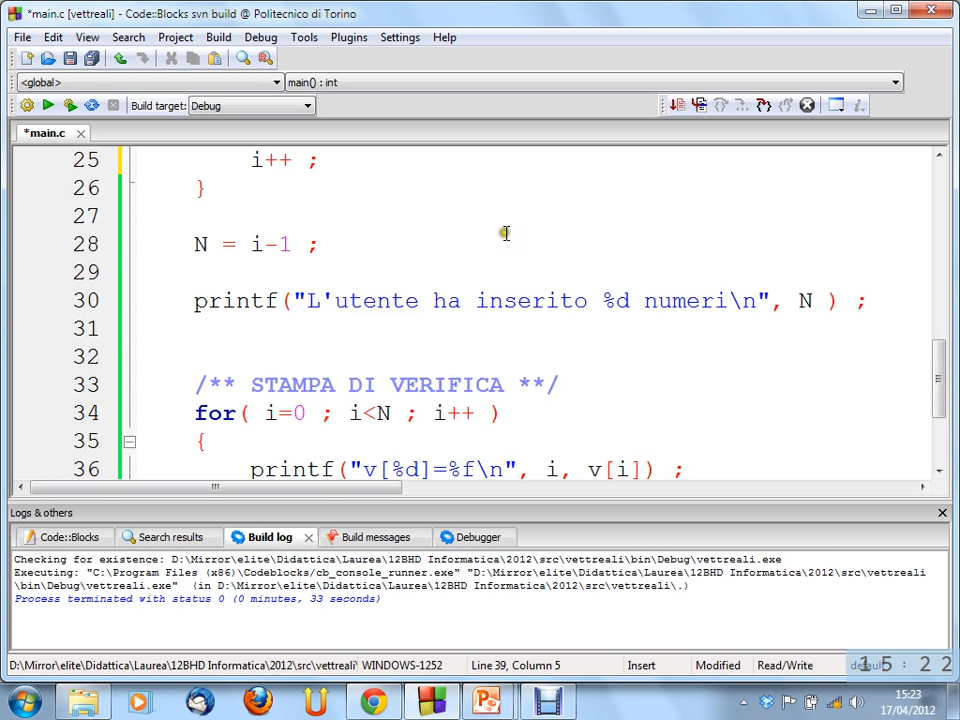 *main.c [vettreali] - Code::Blocks svn build @ Politecnico di Torino
File Edit View Search Project Build Debug Tools Plugins Settings Help
<global> main() : int
Build target: Debug
*main.c
25 i++ ;
26 }
27
28 N = i-1 ;
29
30 printf("L'utente ha inserito %d numeri\n", N ) ;
31
32
33 /** STAMPA DI VERIFICA **/
34 for( i=0 ; i<N ; i++ )
35 {
36 printf("v[%d]=%f\n", i, v[i]) ;
Logs & others
Code::Blocks Search results Build log Build messages Debugger
Checking for existence: D:\Mirror\elite\Didattica\Laurea\12BHD Informatica\2012\src\vettreali\bin\Debug\vettreali.exe
Executing: "C:\Program Files (x86)\Codeblocks/cb_console_runner.exe" "D:\Mirror\elite\Didattica\Laurea\12BHD Informatica\2012\src\vettreali
\bin\Debug\vettreali.exe" (in D:\Mirror\elite\Didattica\Laurea\12BHD Informatica\2012\src\vettreali\.)
Process terminated with status 0 (0 minutes, 33 seconds)
D:\Mirror\elite\Didattica\Laurea\12BHD Informatica\2012\src\vettreali\ WINDOWS-1252 Line 39, Column 5 Insert Modified Read/Write default
15:22
15:23
17/04/2012